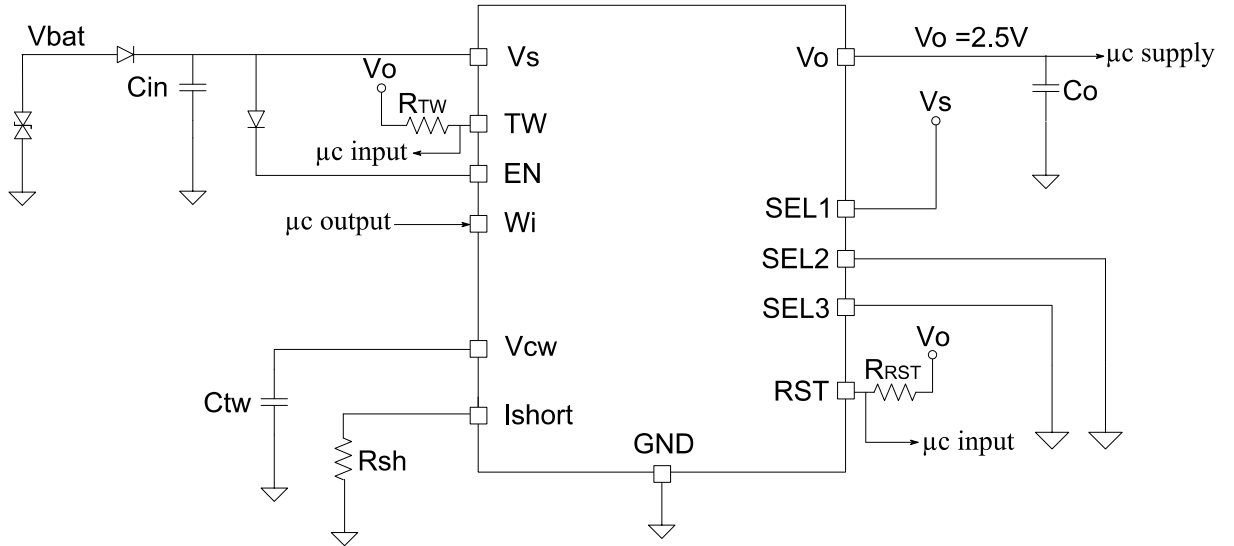 Vbat
Cin
Vs
Vo
RTW
TW
µc input
EN
µc output
Wi
Vcw
Ctw
Ishort
Rsh
GND
Vo
Vo =2.5V
µc supply
Co
Vs
SEL1
SEL2
SEL3
Vo
RRST
RST
µc input